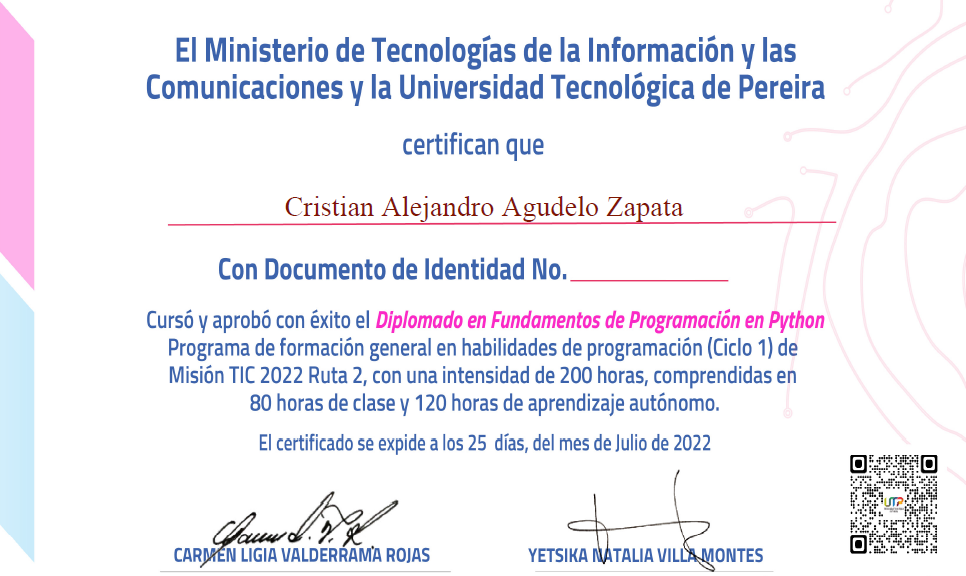 El Ministerio de Tecnologías de la Información y las
Comunicaciones y la Universidad Tecnológica de Pereira
certifican que
Cristian Alejandro Agudelo Zapata
Con Documento de Identidad No.
Cursó y aprobó con éxito el Diplomado en Fundamentos de Programación en Python
Programa de formación general en habilidades de programación (Ciclo 1) de
Misión TIC 2022 Ruta 2, con una intensidad de 200 horas, comprendidas en
80 horas de clase y 120 horas de aprendizaje autónomo.
El certificado se expide a los 25 días, del mes de Julio de 2022
CARMEN LIGIA VALDERRAMA ROJAS
YETSIKA NATALIA VILLA MONTES
UTP